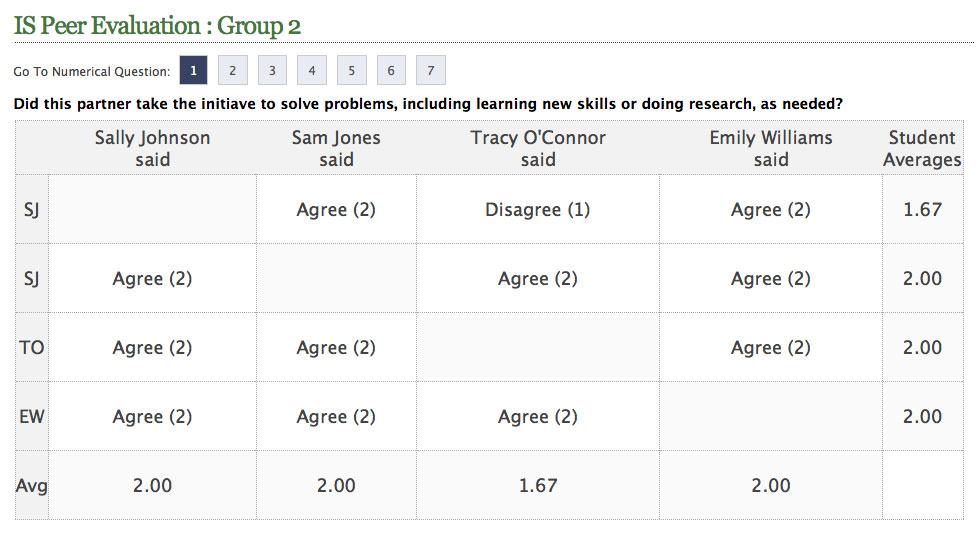 IS Peer Evaluation : Group 2
Go To Numerical Question: 1 2 3 4 5 6 7
Did this partner take the initiave to solve problems, including learning new skills or doing research, as needed?
Sally Johnson said Sam Jones said Tracy O'Connor said Emily Williams said Student Averages
SJ Agree (2) Disagree (1) Agree (2) 1.67
SJ Agree (2) Agree (2) Agree (2) 2.00
TO Agree (2) Agree (2) Agree (2) 2.00
EW Agree (2) Agree (2) Agree (2) 2.00
Avg 2.00 2.00 1.67 2.00